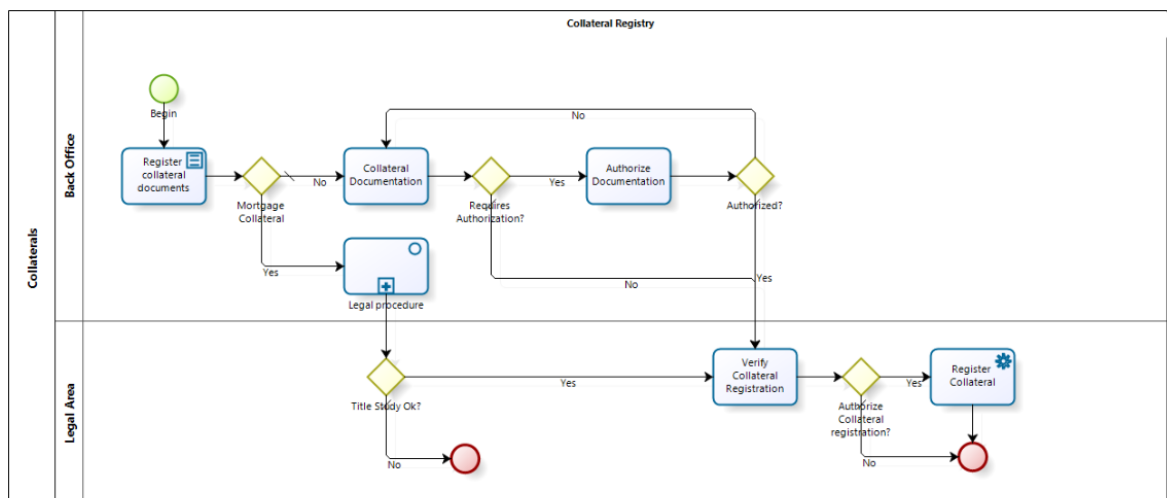 Collateral Registry
Collaterals
Back Office
Begin
No
Register
collateral
documents
No
Mortgage
Collateral
Collateral
Documentation
Requires
Authorization?
Yes
Authorize
Documentation
Authorized?
Yes
Legal procedure
No
Yes
Legal Area
Title Study Ok?
Yes
No
Verify
Collateral
Registration
Authorize
Collateral
registration?
Yes
No
Register
Collateral